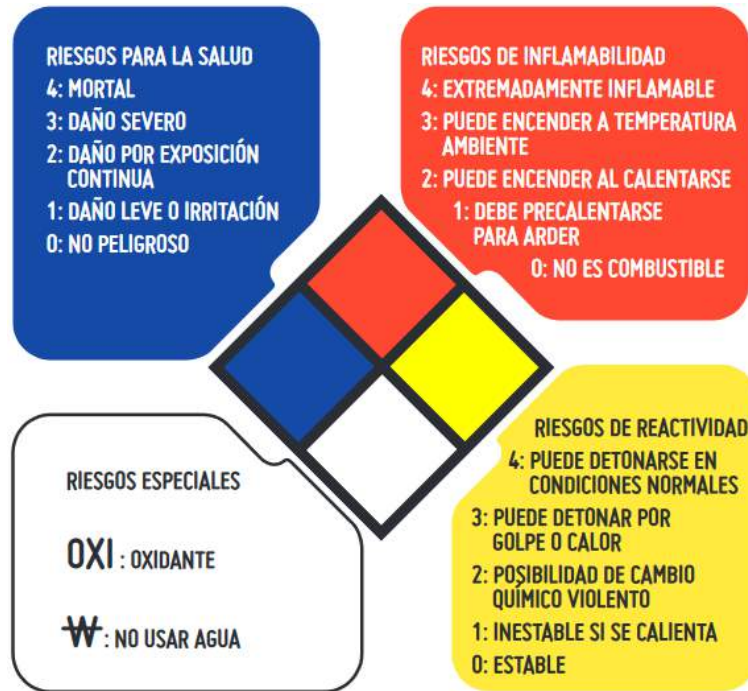 RIESGOS PARA LA SALUD
4: MORTAL
3: DAÑO SEVERO
2: DAÑO POR EXPOSICIÓN
CONTINUA
1: DAÑO LEVE O IRRITACIÓN
0: NO PELIGROSO
RIESGOS DE INFLAMABILIDAD
4: EXTREMADAMENTE INFLAMABLE
3: PUEDE ENCENDER A TEMPERATURA
AMBIENTE
2: PUEDE ENCENDER AL CALENTARSE
1: DEBE PRECALENTARSE
PARA ARDER
0: NO ES COMBUSTIBLE
RIESGOS ESPECIALES
OXI : OXIDANTE
W̶ : NO USAR AGUA
RIESGOS DE REACTIVIDAD
4: PUEDE DETONARSE EN
CONDICIONES NORMALES
3: PUEDE DETONAR POR
GOLPE O CALOR
2: POSIBILIDAD DE CAMBIO
QUÍMICO VIOLENTO
1: INESTABLE SI SE CALIENTA
0: ESTABLE